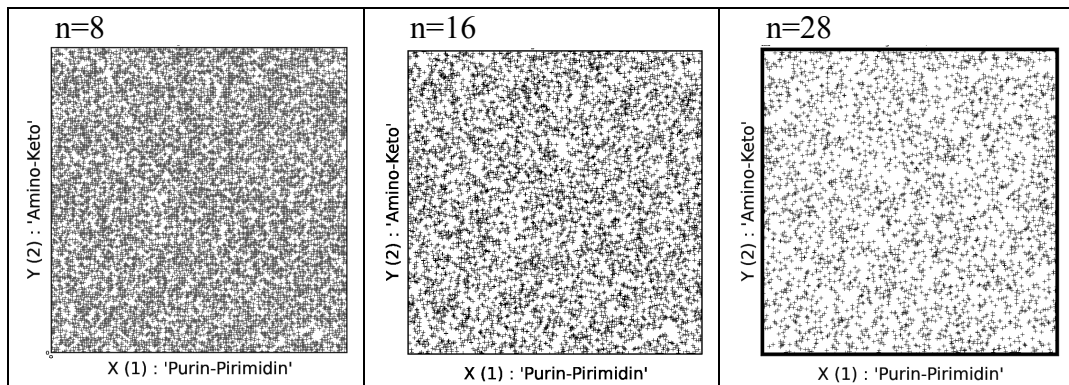 n=8
Y (2) : 'Amino-Keto'
X (1) : 'Purin-Pirimidin'
n=16
Y (2) : 'Amino-Keto'
X (1) : 'Purin-Pirimidin'
n=28
Y (2) : 'Amino-Keto'
X (1) : 'Purin-Pirimidin'